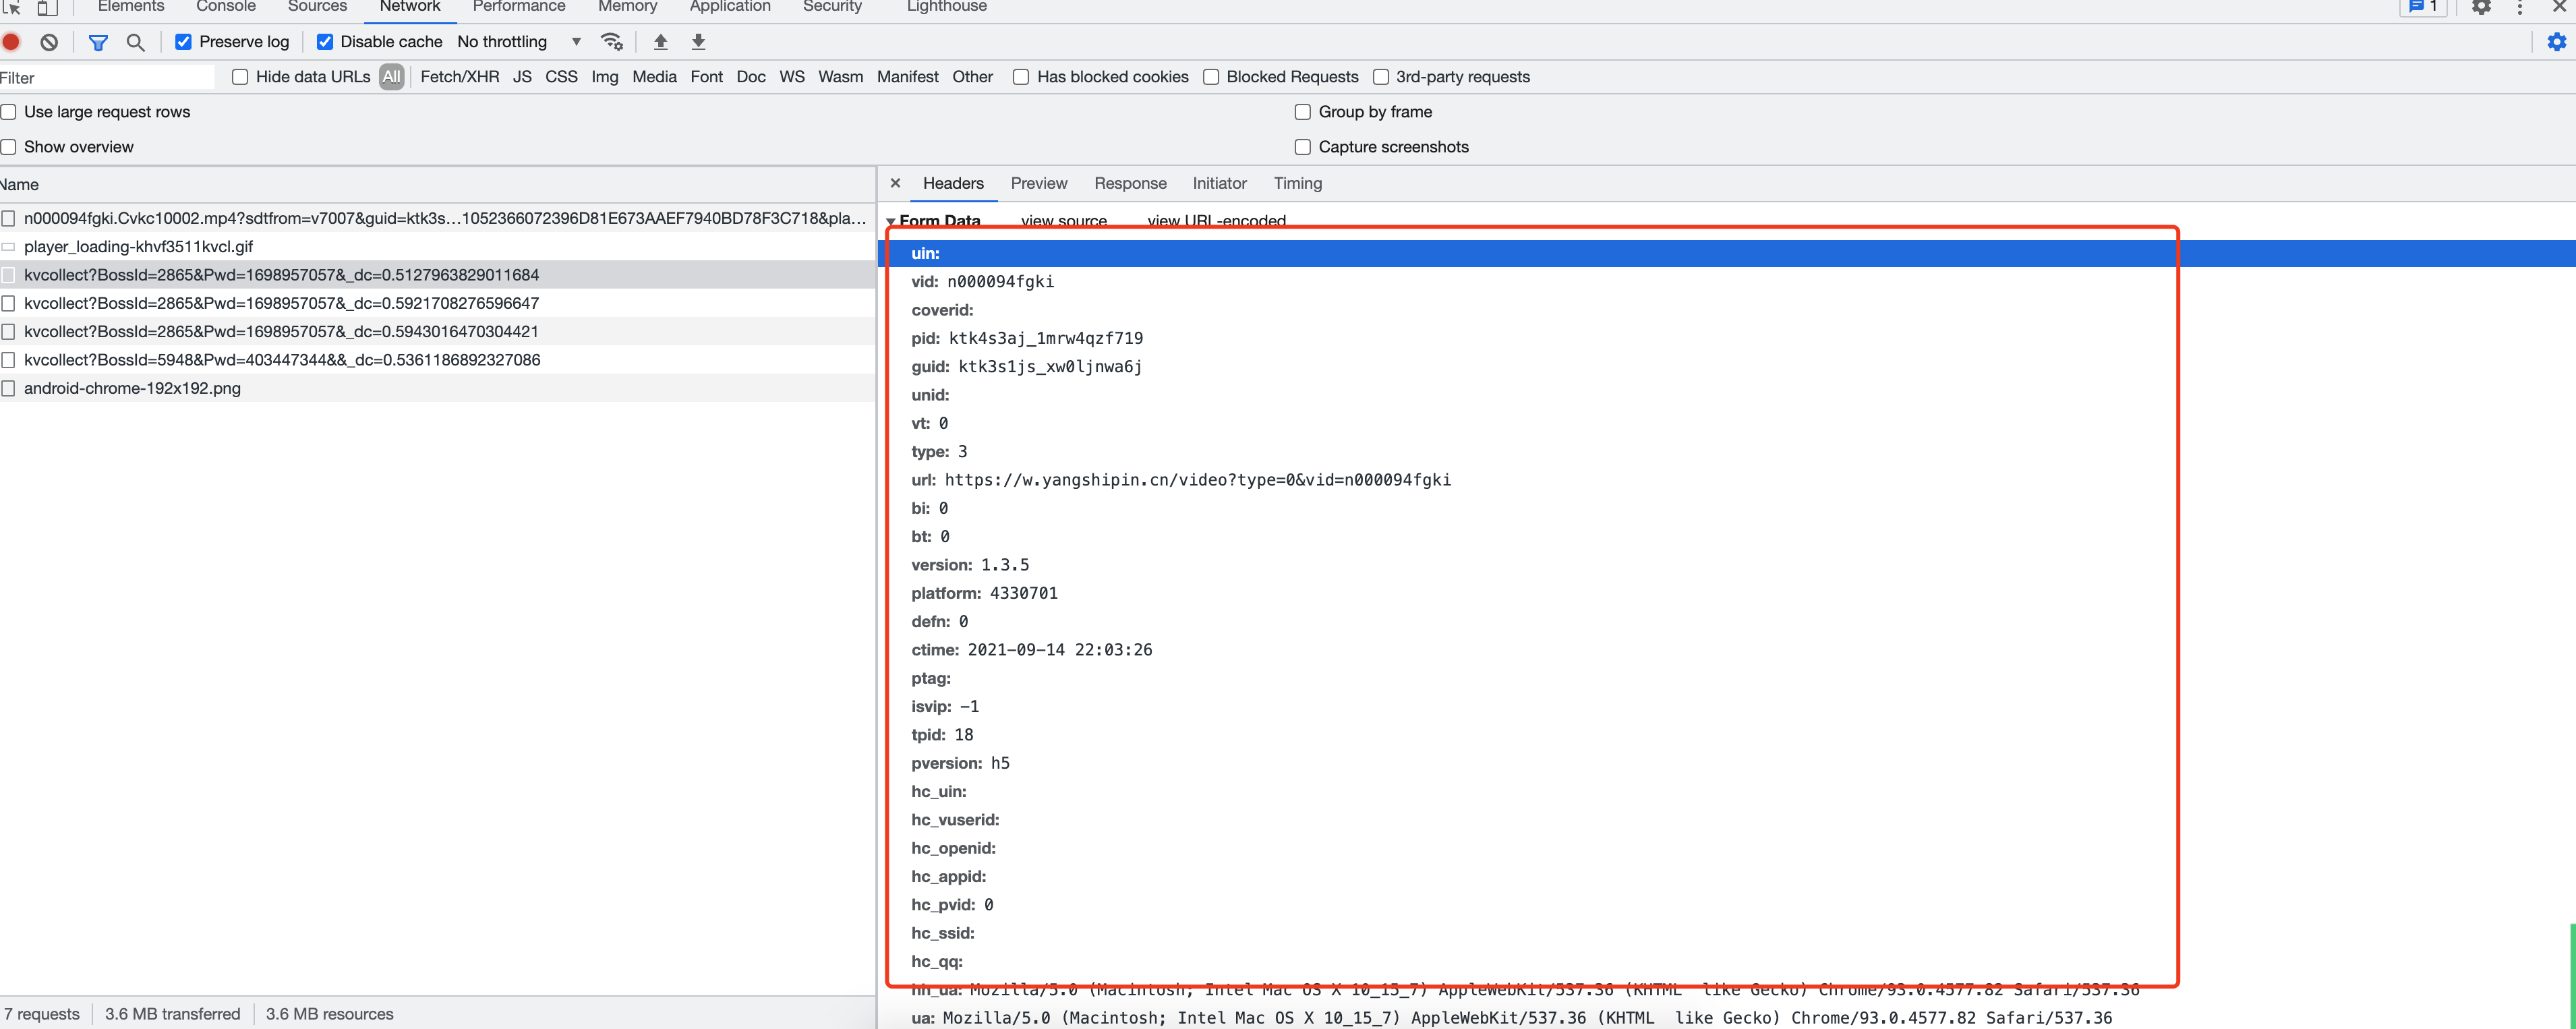 Elements Console Sources Network Performance Memory Application Security Lighthouse 1
Preserve log Disable cache No throttling
Filter Hide data URLs All Fetch/XHR JS CSS Img Media Font Doc WS Wasm Manifest Other Has blocked cookies Blocked Requests 3rd-party requests
Use large request rows Group by frame
Show overview Capture screenshots
Name
n000094fgki.Cvkc10002.mp4?sdtfrom=v7007&guid=ktk3s…1052366072396D81E673AAEF7940BD78F3C718&pla…
player_loading-khvf3511kvcl.gif
kvcollect?BossId=2865&Pwd=1698957057&_dc=0.5127963829011684
kvcollect?BossId=2865&Pwd=1698957057&_dc=0.5921708276596647
kvcollect?BossId=2865&Pwd=1698957057&_dc=0.5943016470304421
kvcollect?BossId=5948&Pwd=403447344&&_dc=0.5361186892327086
android-chrome-192x192.png
7 requests 3.6 MB transferred 3.6 MB resources
× Headers Preview Response Initiator Timing
Form Data view source view URL-encoded
uin:
vid: n000094fgki
coverid:
pid: ktk4s3aj_1mrw4qzf719
guid: ktk3s1js_xw0ljnwa6j
unid:
vt: 0
type: 3
url: https://w.yangshipin.cn/video?type=0&vid=n000094fgki
bi: 0
bt: 0
version: 1.3.5
platform: 4330701
defn: 0
ctime: 2021-09-14 22:03:26
ptag:
isvip: -1
tpid: 18
pversion: h5
hc_uin:
hc_vuserid:
hc_openid:
hc_appid:
hc_pvid: 0
hc_ssid:
hc_qq:
hh_ua: Mozilla/5.0 (Macintosh; Intel Mac OS X 10_15_7) AppleWebKit/537.36 (KHTML like Gecko) Chrome/93.0.4577.82 Safari/537.36
ua: Mozilla/5.0 (Macintosh; Intel Mac OS X 10_15_7) AppleWebKit/537.36 (KHTML like Gecko) Chrome/93.0.4577.82 Safari/537.36